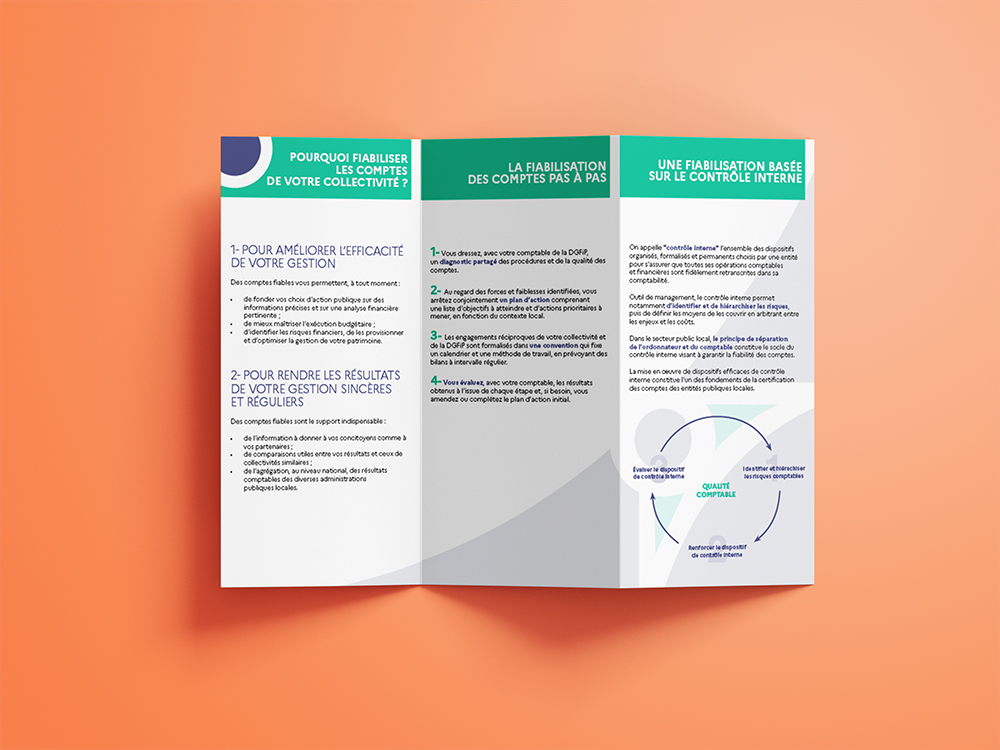 POURQUOI FIABILISER
LES COMPTES
DE VOTRE COLLECTIVITÉ ?
1- POUR AMÉLIORER L'EFFICACITÉ
DE VOTRE GESTION
Des comptes fiables vous permettent, à tout moment :
• de fonder vos choix d'action publique sur des
informations précises et sur une analyse financière
pertinente ;
• de mieux maîtriser l'exécution budgétaire ;
• d'identifier les risques financiers, de les provisionner
et d'optimiser la gestion de votre patrimoine.
2- POUR RENDRE LES RÉSULTATS
DE VOTRE GESTION SINCÈRES
ET RÉGULIERS
Des comptes fiables sont le support indispensable :
• de l'information à donner à vos concitoyens comme à
vos partenaires ;
• de comparaisons utiles entre vos résultats et ceux de
collectivités similaires ;
• de l'agrégation, au niveau national, des résultats
comptables des diverses administrations
publiques locales.
LA FIABILISATION
DES COMPTES PAS À PAS
1- Vous dressez, avec votre comptable de la DGFiP,
un diagnostic partagé des procédures et de la qualité des
comptes.
2- Au regard des forces et faiblesses identifiées, vous
arrêtez conjointement un plan d'action comprenant
une liste d'objectifs à atteindre et d'actions prioritaires à
mener, en fonction du contexte local.
3- Les engagements réciproques de votre collectivité et
de la DGFiP sont formalisés dans une convention qui fixe
un calendrier et une méthode de travail, en prévoyant des
bilans à intervalle régulier.
4- Vous évaluez, avec votre comptable, les résultats
obtenus à l'issue de chaque étape et, si besoin, vous
amendez ou complétez le plan d'action initial.
UNE FIABILISATION BASÉE
SUR LE CONTRÔLE INTERNE
On appelle "contrôle interne" l'ensemble des dispositifs
organisés, formalisés et permanents choisis par une entité
pour s'assurer que toutes ses opérations comptables
et financières sont fidèlement retranscrites dans sa
comptabilité.
Outil de management, le contrôle interne permet
notamment d'identifier et de hiérarchiser les risques,
puis de définir les moyens de les couvrir en arbitrant entre
les enjeux et les coûts.
Dans le secteur public local, le principe de séparation
de l'ordonnateur et du comptable constitue le socle du
contrôle interne visant à garantir la fiabilité des comptes.
La mise en œuvre de dispositifs efficaces de contrôle
interne constitue l'un des fondements de la certification
des comptes des entités publiques locales.
3
Évaluer le dispositif
de contrôle interne
1
Identifier et hiérachiser
les risques comptables
QUALITÉ
COMPTABLE
2
Renforcer le dispositif
de contrôle interne